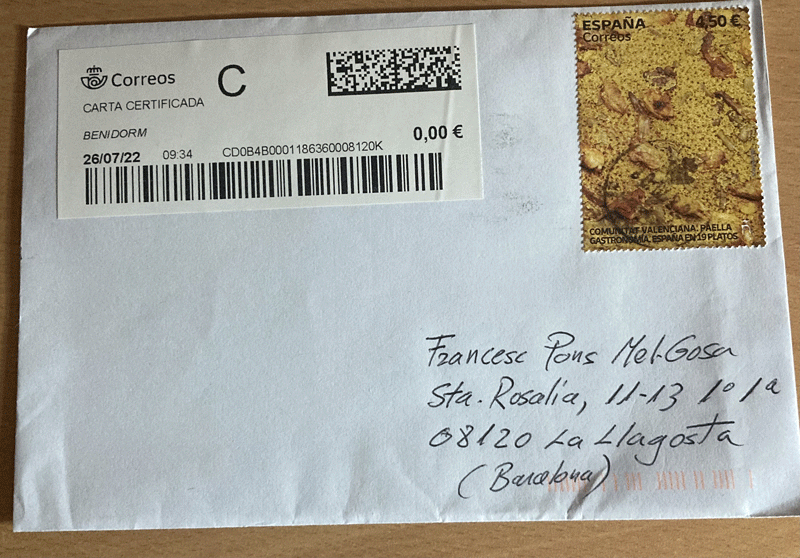 Correos C
CARTA CERTIFICADA
BENIDORM
0,00 €
26/07/22 09:34 CD0B4B0001186360008120K
ESPAÑA 4,50 €
Correos
COMUNITAT VALENCIANA: PAELLA
GASTRONOMÍA. ESPAÑA EN 19 PLATOS
Francesc Pons Mel-Gosa
Sta. Rosalia, 11-13 1º 1ª
08120 La Llagosta
(Barcelona)